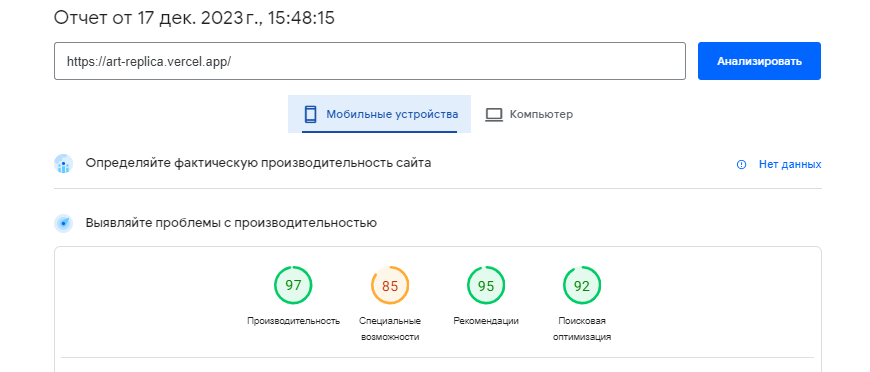 Отчет от 17 дек. 2023 г., 15:48:15
https://art-replica.vercel.app/
Анализировать
Мобильные устройства
Компьютер
Определяйте фактическую производительность сайта
Нет данных
Выявляйте проблемы с производительностью
97
85
95
92
Производительность
Специальные
возможности
Рекомендации
Поисковая
оптимизация